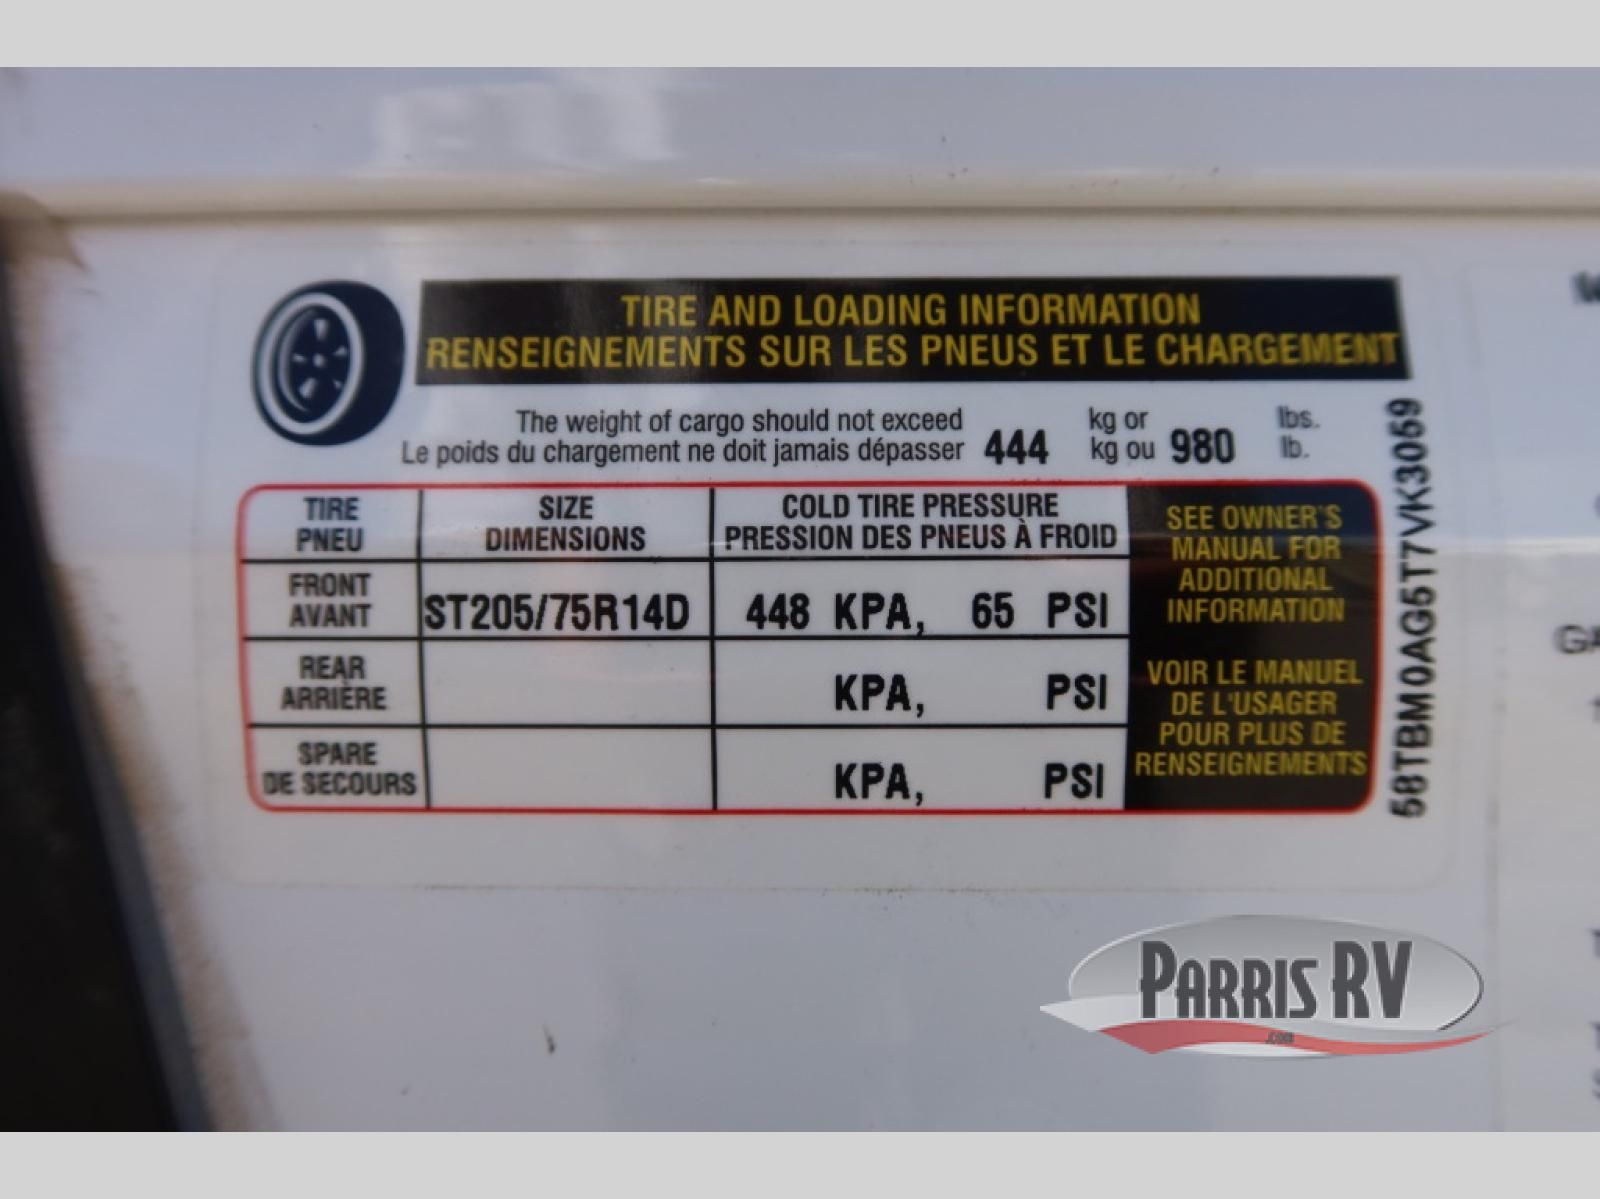 TIRE AND LOADING INFORMATION
RENSEIGNEMENTS SUR LES PNEUS ET LE CHARGEMENT
The weight of cargo should not exceed 444 kg or 980 lbs.
Le poids du chargement ne doit jamais dépasser kg ou lb.
TIRE SIZE COLD TIRE PRESSURE
PNEU DIMENSIONS PRESSION DES PNEUS À FROID
FRONT
AVANT ST205/75R14D 448 KPA, 65 PSI
REAR
ARRIÈRE KPA, PSI
SPARE
DE SECOURS KPA, PSI
SEE OWNER'S
MANUAL FOR
ADDITIONAL
INFORMATION
VOIR LE MANUEL
DE L'USAGER
POUR PLUS DE
RENSEIGNEMENTS
58TBM0AG5T7VK3059
PARRIS RV
.COM